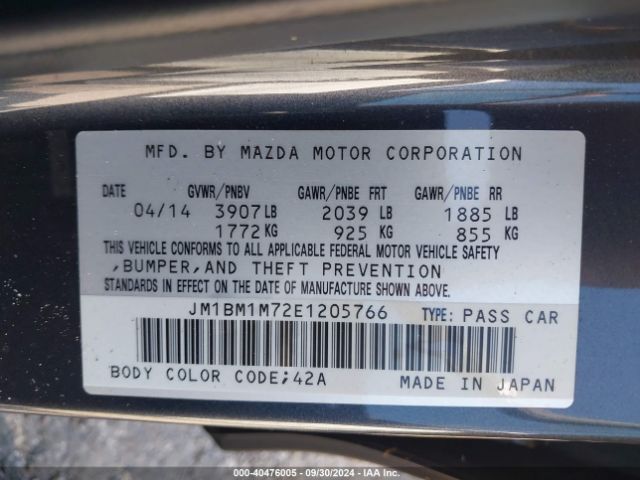 MFD. BY MAZDA MOTOR CORPORATION
DATE GVWR/PNBV GAWR/PNBE FRT GAWR/PNBE RR
04/14 3907 LB 2039 LB 1885 LB
1772 KG 925 KG 855 KG
THIS VEHICLE CONFORMS TO ALL APPLICABLE FEDERAL MOTOR VEHICLE SAFETY
,BUMPER,AND THEFT PREVENTION
STANDARDS IN EFFECT ON THE DATE OF MANUFACTURE SHOWN ABOVE.
JM1BM1M72E1205766 TYPE: PASS CAR
BODY COLOR CODE;42A MADE IN JAPAN
000-40476005 - 09/30/2024 - IAA Inc.